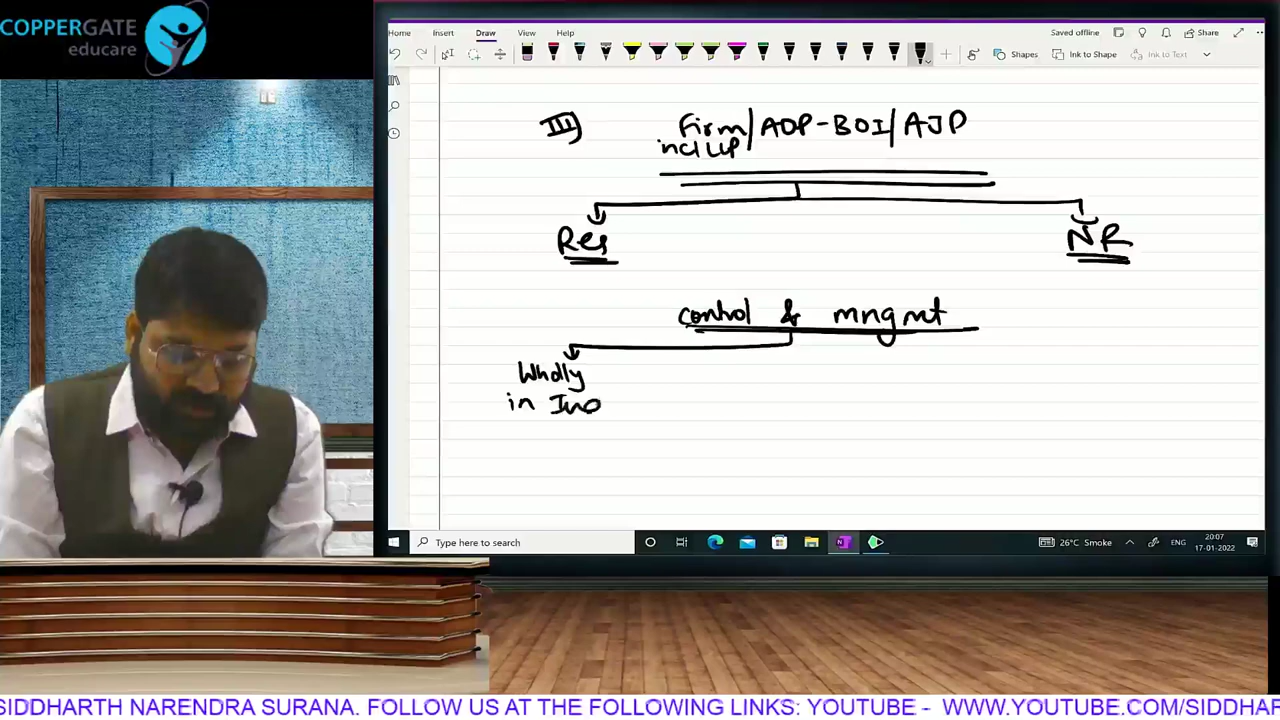 COPPERGATE
educare
Home Insert Draw View Help
Saved offline
Share
Shapes
Ink to Shape
Ink to Text
III)
Firm/AOP-BOI/AJP
incl LLP
Res
NR
control & mngmt
Wholly
in Ind
Type here to search
26°C Smoke
ENG
20:07
17-01-2022
SIDDHARTH NARENDRA SURANA. FOLLOW US AT THE FOLLOWING LINKS: YOUTUBE - WWW.YOUTUBE.COM/SIDDHAR